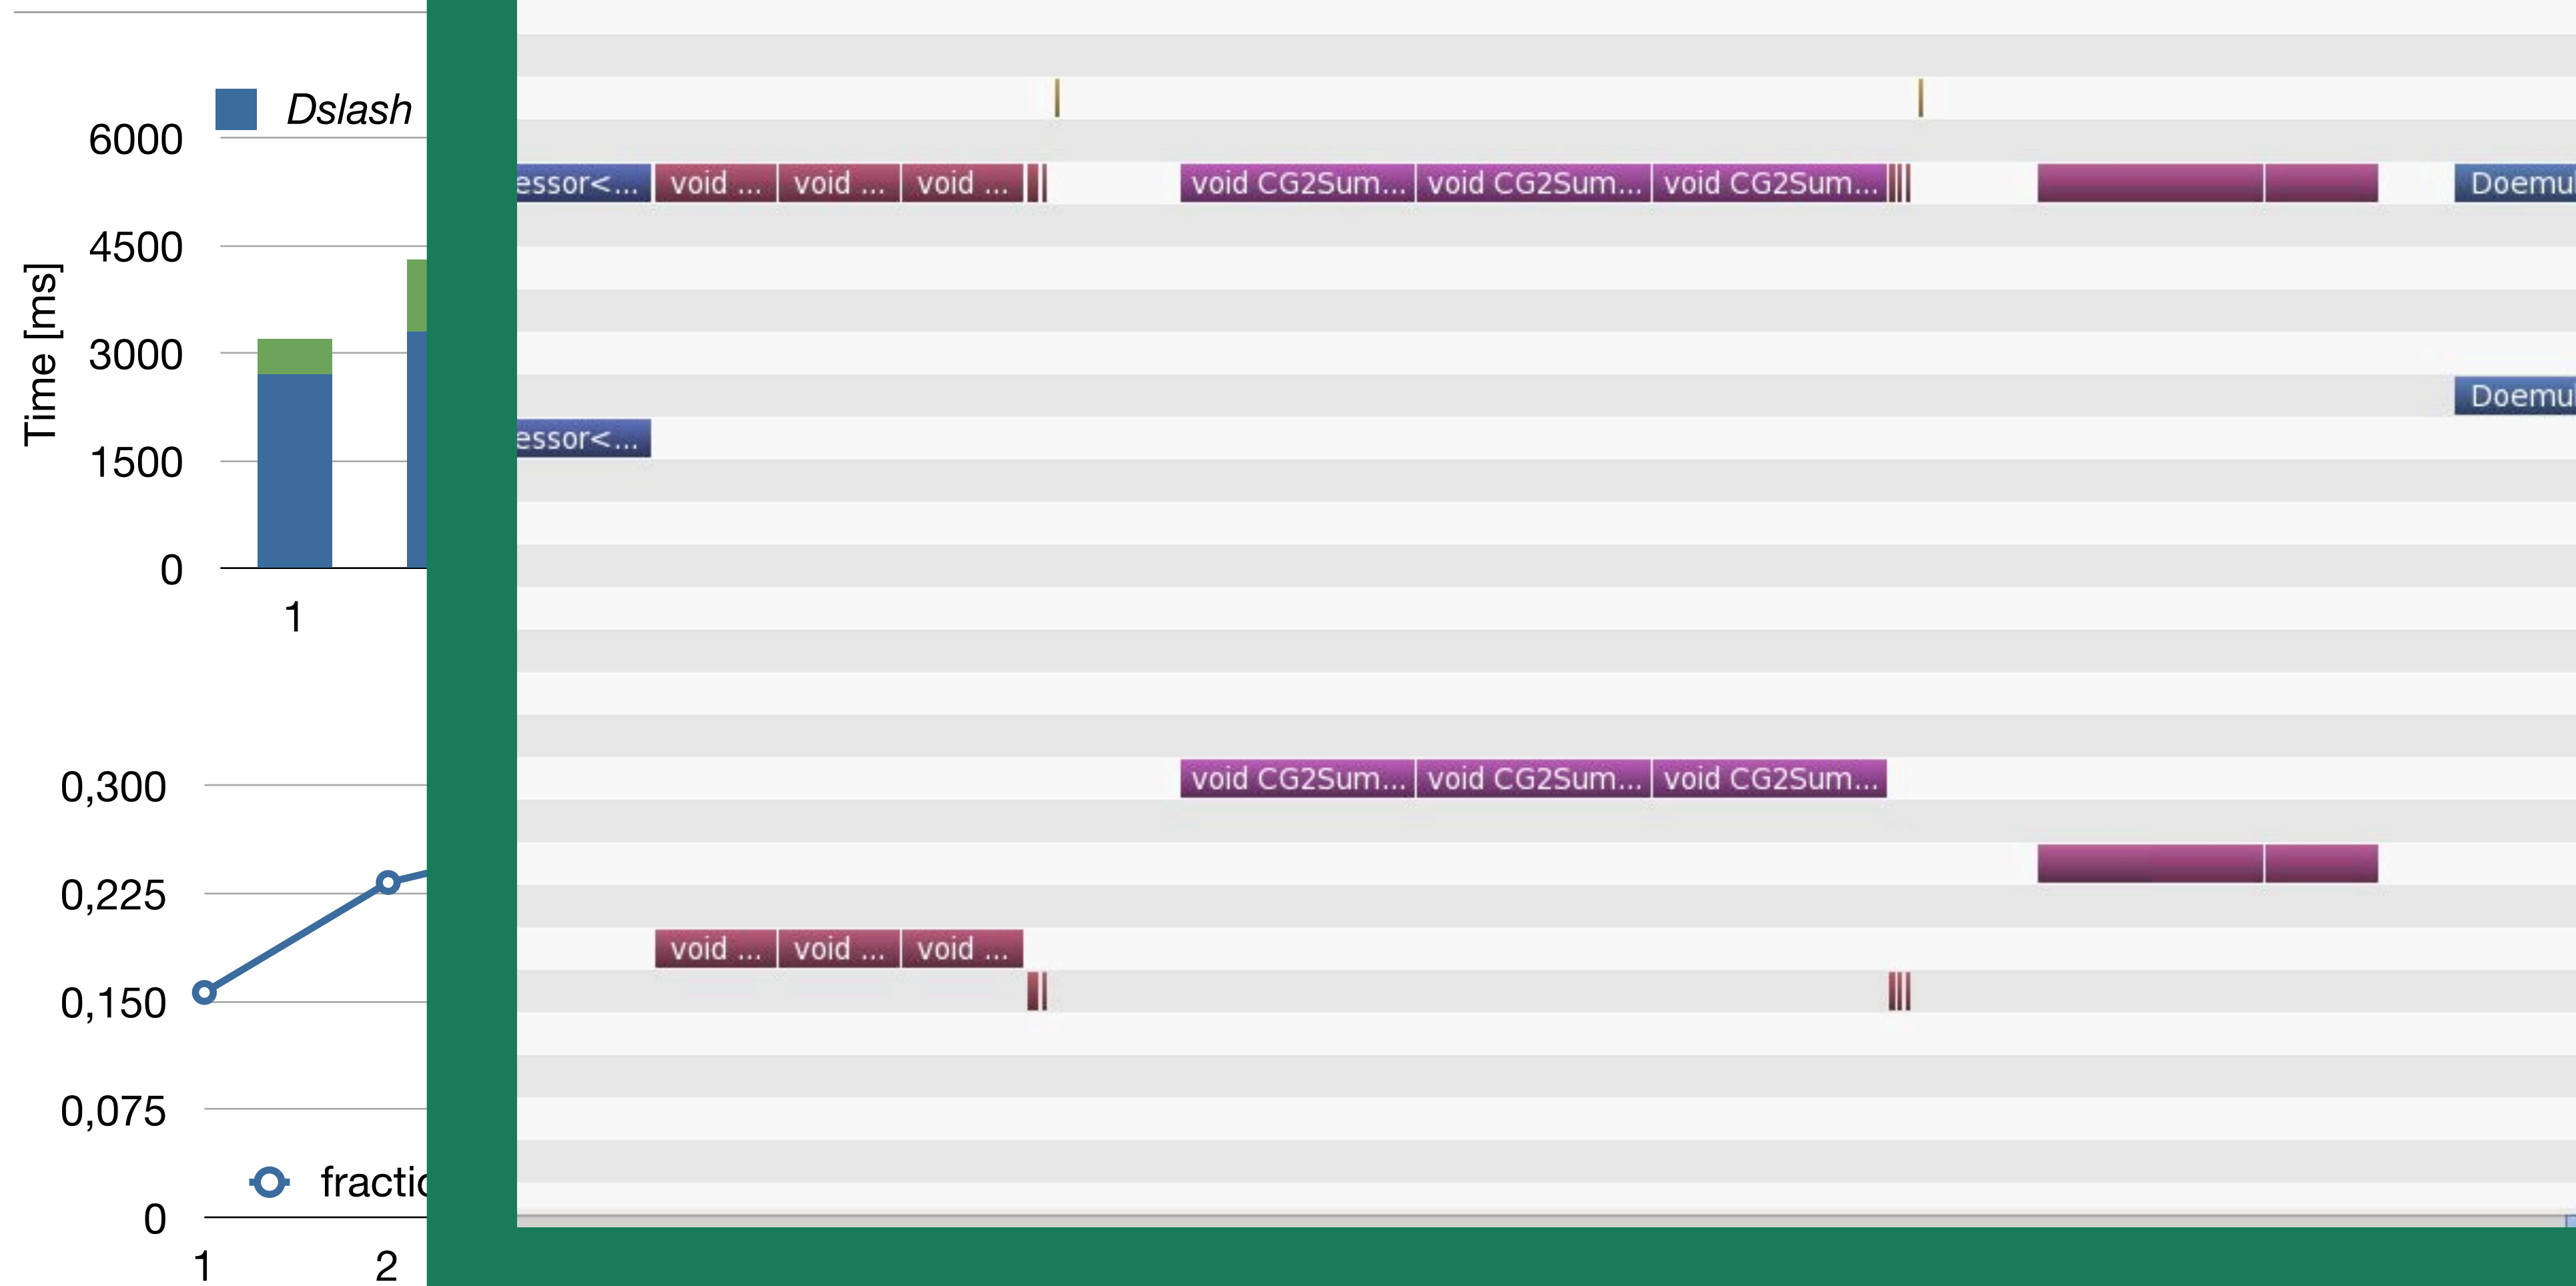 Dslash
6000
4500
3000
1500
0
Time [ms]
1
0,300
0,225
0,150
0,075
0
fractio
1 2
essor<... void ... void ... void ... void CG2Sum... void CG2Sum... void CG2Sum... Doemul
Doemul
essor<...
void CG2Sum... void CG2Sum... void CG2Sum...
void ... void ... void ...